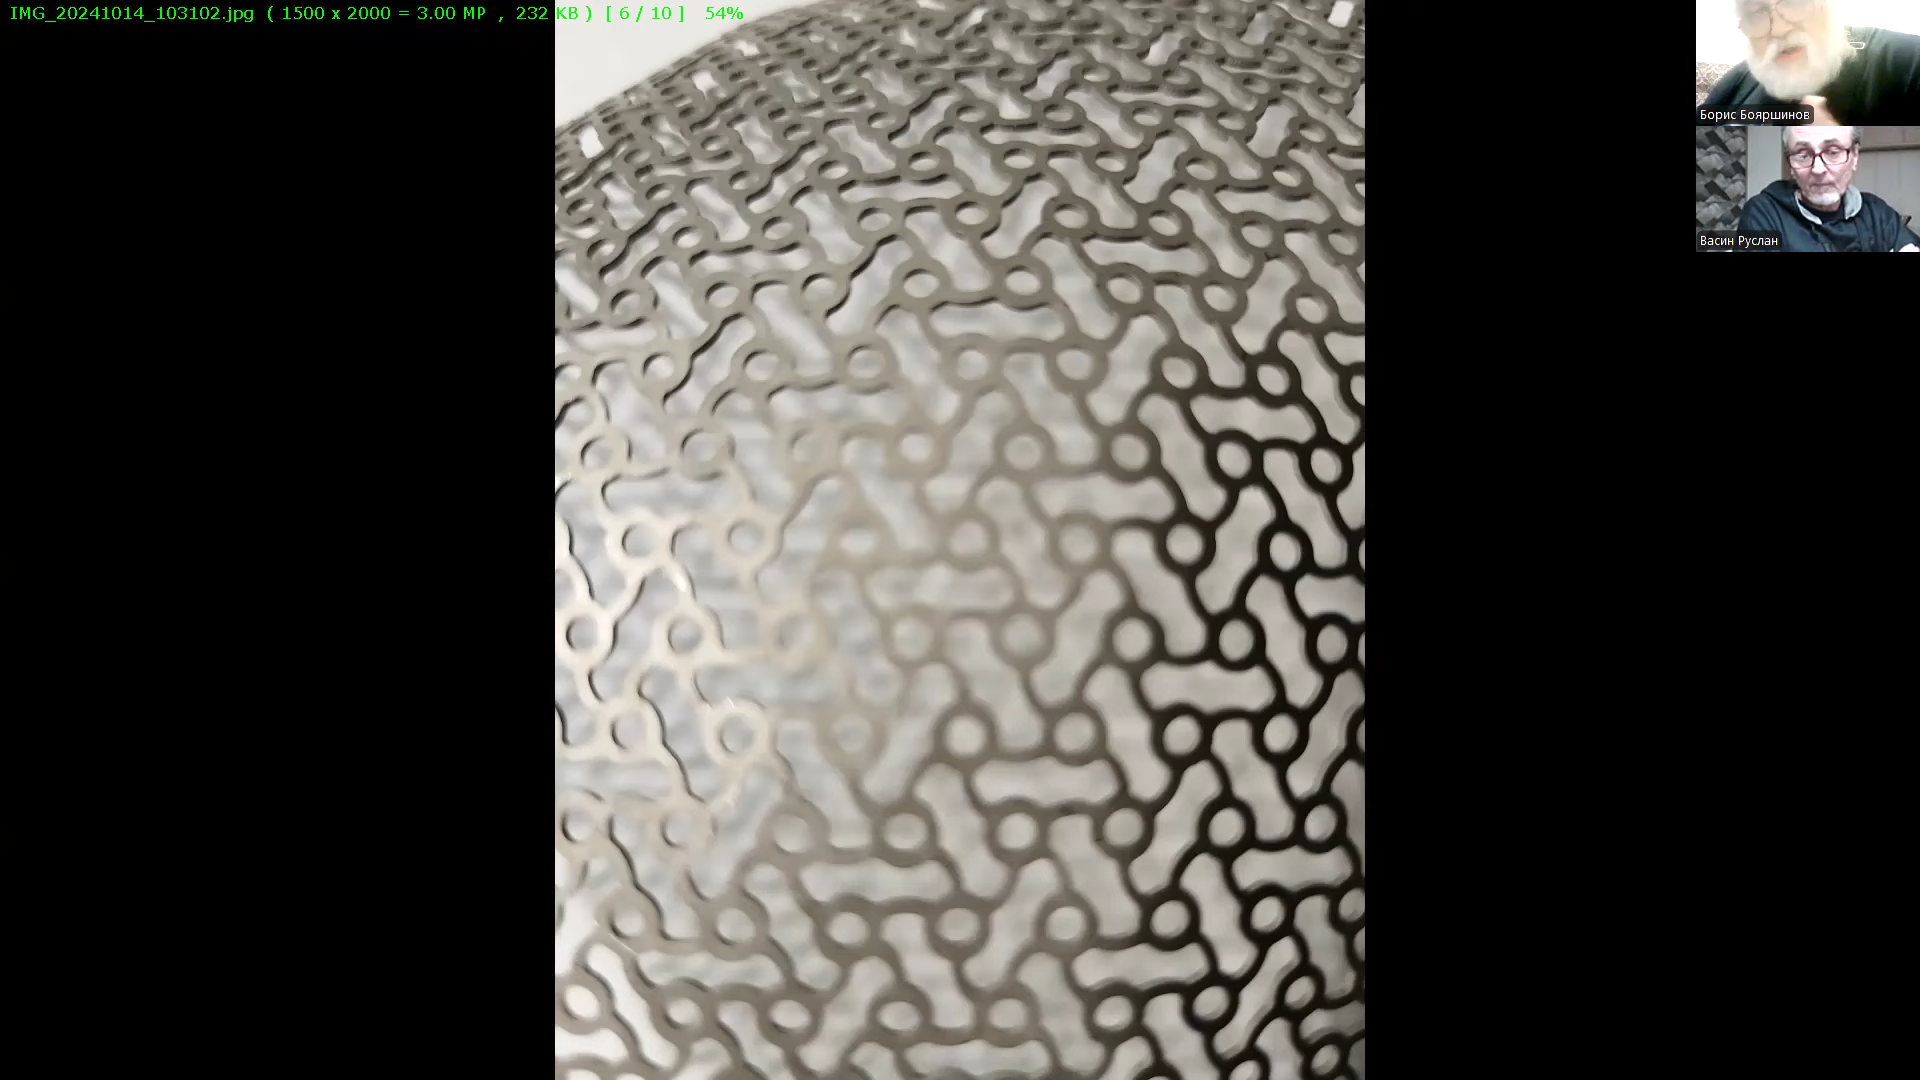 IMG_20241014_103102.jpg ( 1500 x 2000 = 3.00 MP , 232 KB ) [ 6 / 10 ] 54%
Борис Бояршинов
Васин Руслан